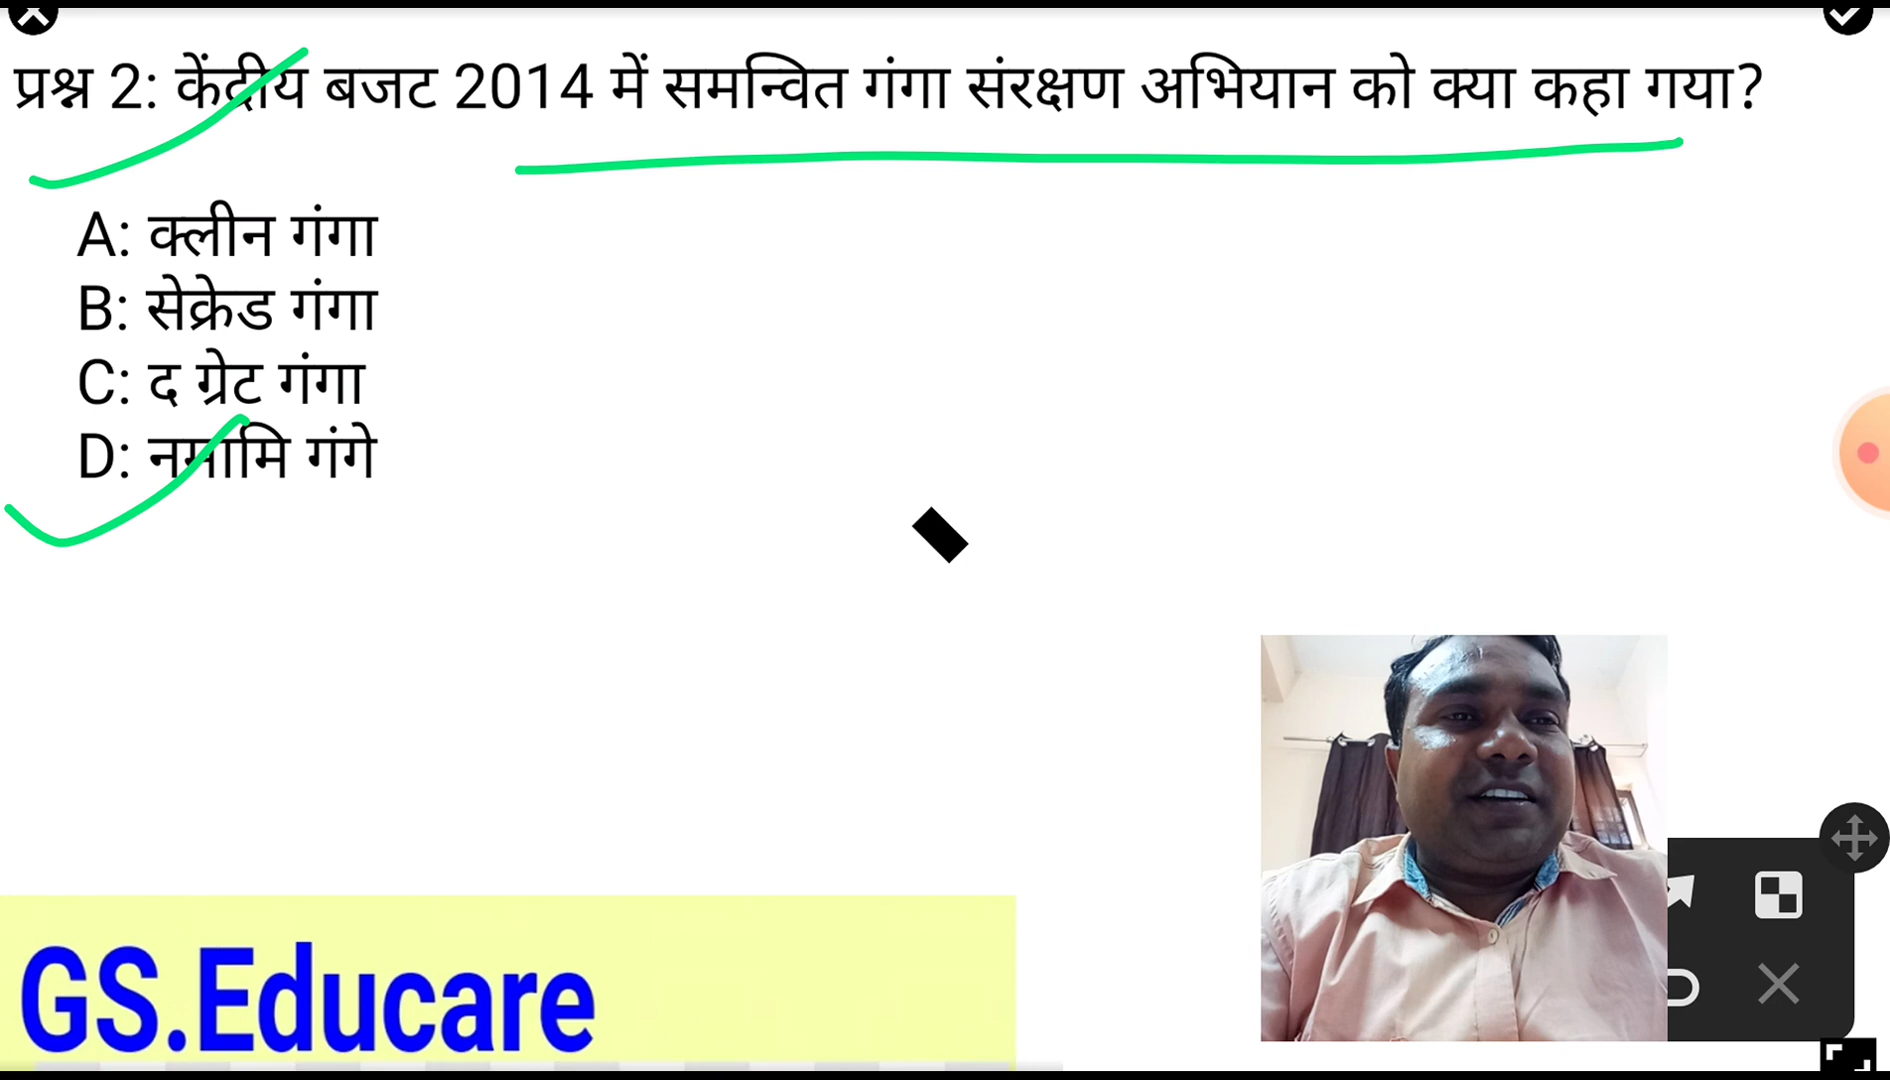 प्रश्न 2: केंदीय बजट 2014 में समन्वित गंगा संरक्षण अभियान को क्या कहा गया?
A: क्लीन गंगा
B: सेक्रेड गंगा
C: द ग्रेट गंगा
D: नमामि गंगे
GS.Educare